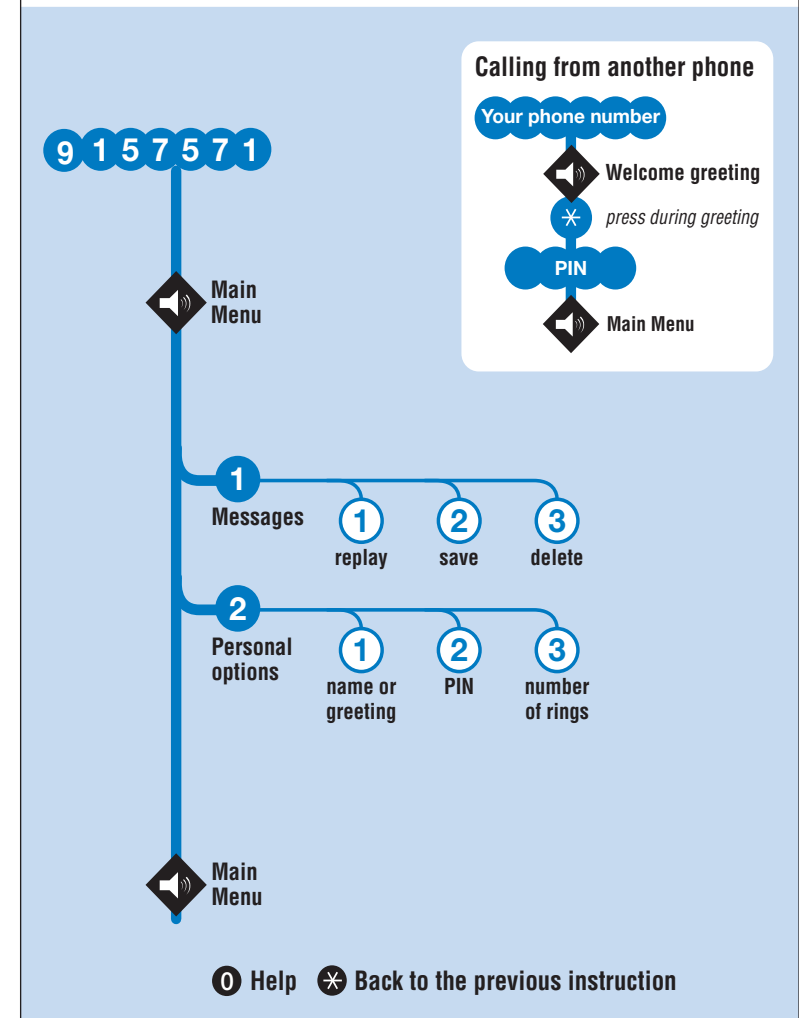 Calling from another phone
Your phone number
Welcome greeting
* press during greeting
PIN
Main Menu
9 1 5 7 5 7 1
Main
Menu
1
Messages
1 2 3
replay save delete
2
Personal
options
1 2 3
name or
greeting
PIN
number
of rings
Main
Menu
0 Help * Back to the previous instruction